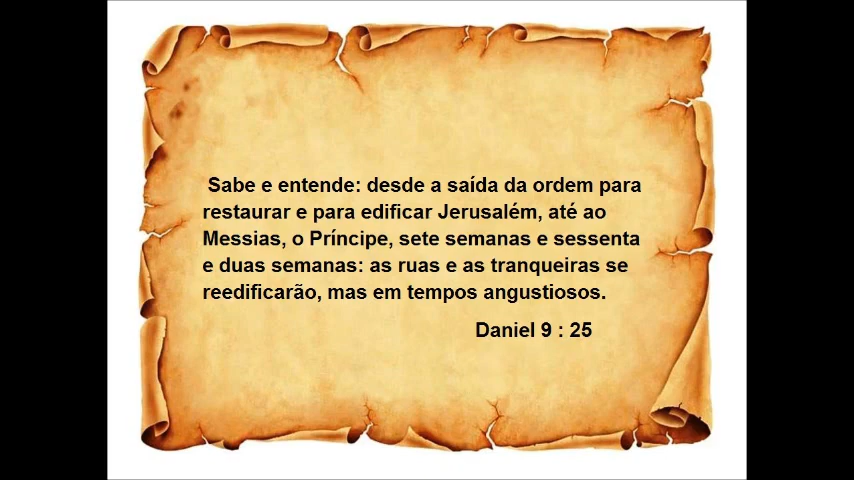 Sabe e entende: desde a saída da ordem para
restaurar e para edificar Jerusalém, até ao
Messias, o Príncipe, sete semanas e sessenta
e duas semanas: as ruas e as tranqueiras se
reedificarão, mas em tempos angustiosos.
Daniel 9 : 25